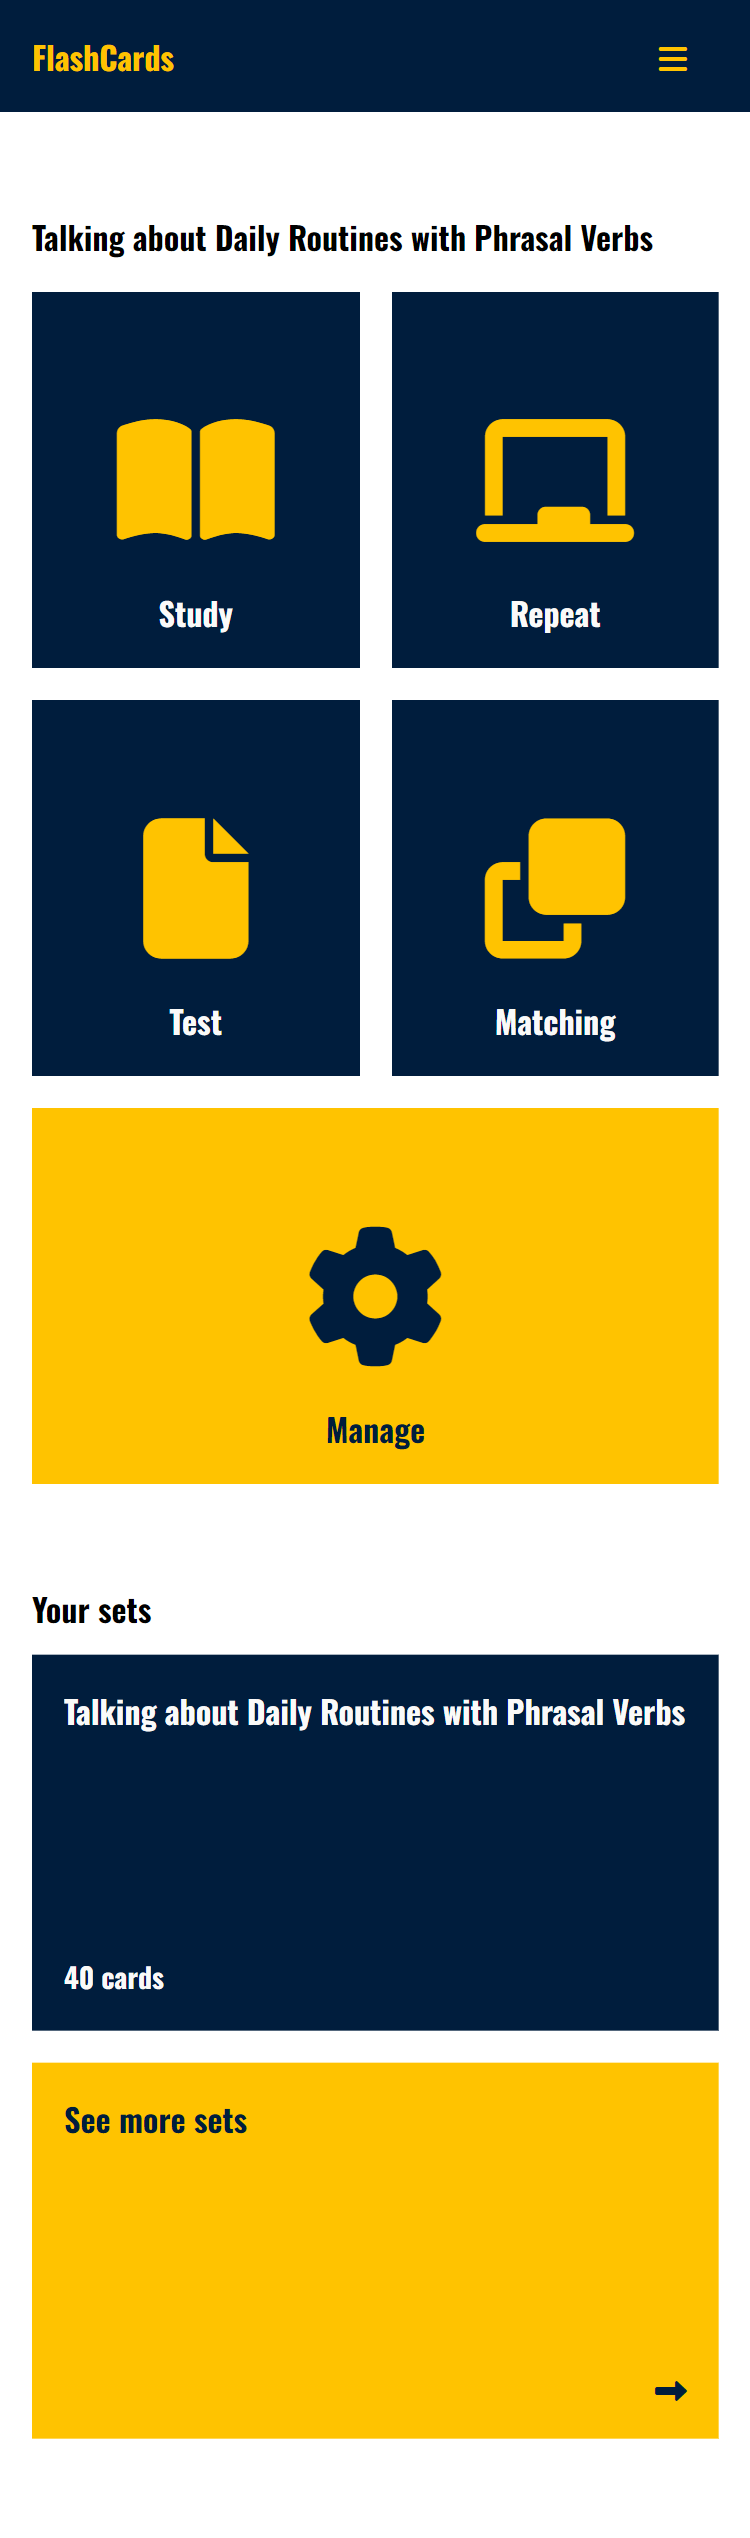 FlashCards
Talking about Daily Routines with Phrasal Verbs
Study
Repeat
Test
Matching
Manage
Your sets
Talking about Daily Routines with Phrasal Verbs
40 cards
See more sets